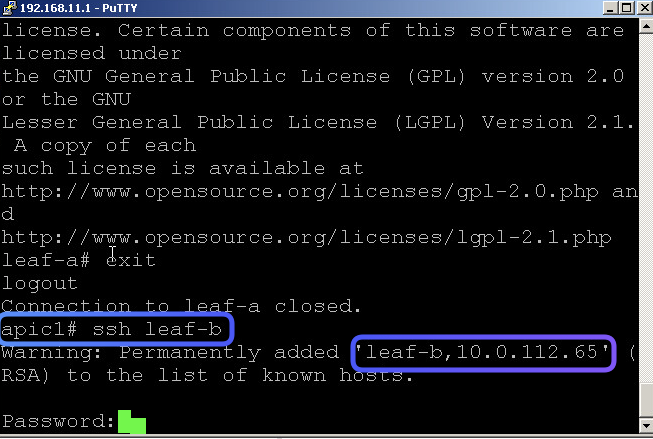 192.168.11.1 - PuTTY
license. Certain components of this software are
licensed under
the GNU General Public License (GPL) version 2.0
or the GNU
Lesser General Public License (LGPL) Version 2.1.
 A copy of each
such license is available at
http://www.opensource.org/licenses/gpl-2.0.php an
d
http://www.opensource.org/licenses/lgpl-2.1.php
leaf-a# exit
logout
Connection to leaf-a closed.
apic1# ssh leaf-b
Warning: Permanently added 'leaf-b,10.0.112.65' (
RSA) to the list of known hosts.
Password: